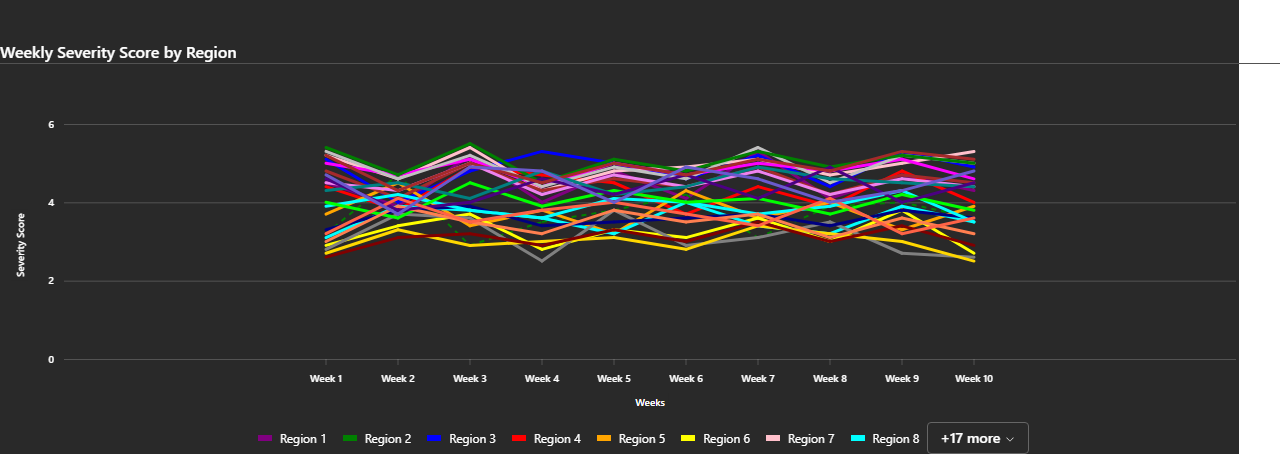 Weekly Severity Score by Region
6
4
2
0
Severity Score
Week 1 Week 2 Week 3 Week 4 Week 5 Week 6 Week 7 Week 8 Week 9 Week 10
Weeks
Region 1 Region 2 Region 3 Region 4 Region 5 Region 6 Region 7 Region 8 +17 more